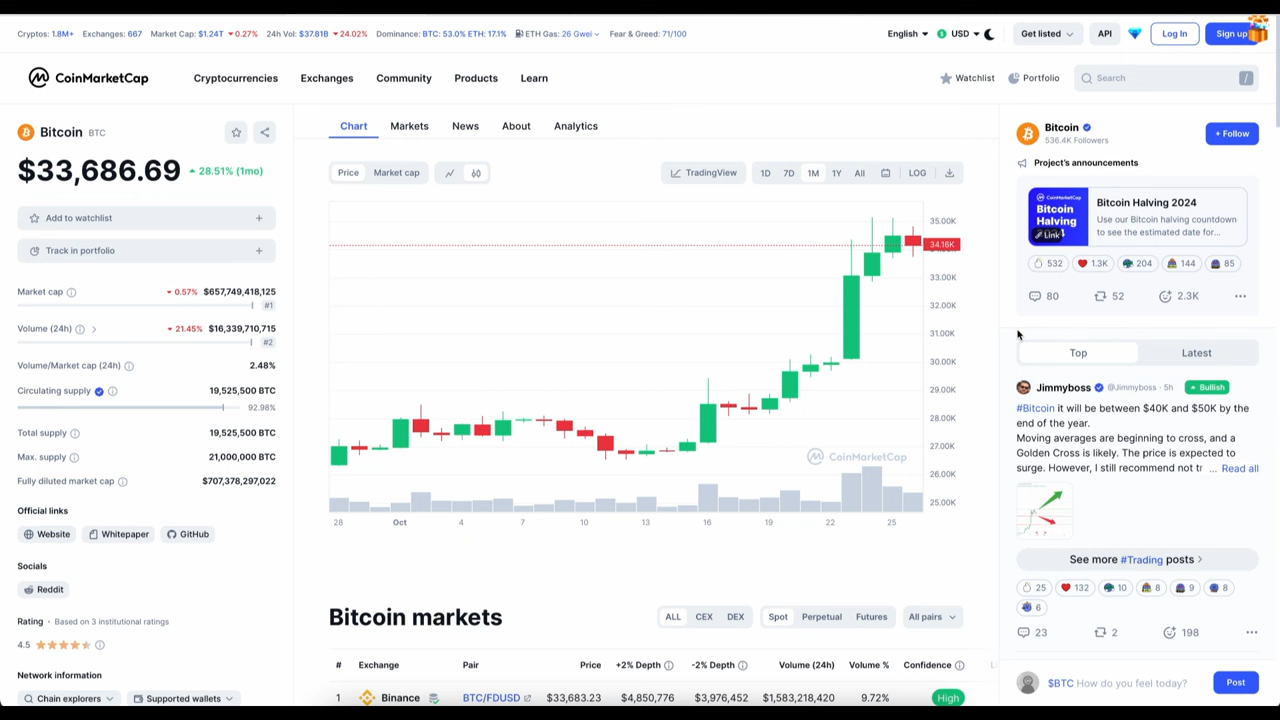 Cryptos: 1.8M+ Exchanges: 667 Market Cap: $1.24T 0.27% 24h Vol: $37.81B 24.02% Dominance: BTC: 53.0% ETH: 17.1% ETH Gas: 26 Gwei Fear & Greed: 71/100
English USD Get listed API Log In Sign up
CoinMarketCap Cryptocurrencies Exchanges Community Products Learn
Watchlist Portfolio Search /
Bitcoin BTC
$33,686.69 28.51% (1mo)
Add to watchlist +
Track in portfolio +
Market cap 0.57% $657,749,418,125
#1
Volume (24h) 21.45% $16,339,710,715
#2
Volume/Market cap (24h) 2.48%
Circulating supply 19,525,500 BTC
92.98%
Total supply 19,525,500 BTC
Max. supply 21,000,000 BTC
Fully diluted market cap $707,378,297,022
Official links
Website Whitepaper GitHub
Socials
Reddit
Rating · Based on 3 institutional ratings
4.5
Network information
Chain explorers Supported wallets
Chart Markets News About Analytics
Price Market cap TradingView 1D 7D 1M 1Y All LOG
35.00K
34.16K
33.00K
32.00K
31.00K
30.00K
29.00K
28.00K
27.00K
26.00K
25.00K
CoinMarketCap
28 Oct 4 7 10 13 16 19 22 25
Bitcoin markets
ALL CEX DEX Spot Perpetual Futures All pairs
# Exchange Pair Price +2% Depth -2% Depth Volume (24h) Volume % Confidence
1 Binance BTC/FDUSD $33,683.23 $4,850,776 $3,976,452 $1,583,218,420 9.72% High
Bitcoin
536.4K Followers
+ Follow
Project's announcements
CoinMarketCap
Bitcoin
Halving
Link
Bitcoin Halving 2024
Use our Bitcoin halving countdown
to see the estimated date for...
532 1.3K 204 144 85
80 52 2.3K
Top Latest
Jimmyboss @Jimmyboss · 5h Bullish
#Bitcoin it will be between $40K and $50K by the
end of the year.
Moving averages are beginning to cross, and a
Golden Cross is likely. The price is expected to
surge. However, I still recommend not tr ... Read all
See more #Trading posts
25 132 10 8 9 8
6
23 2 198
$BTC How do you feel today? Post